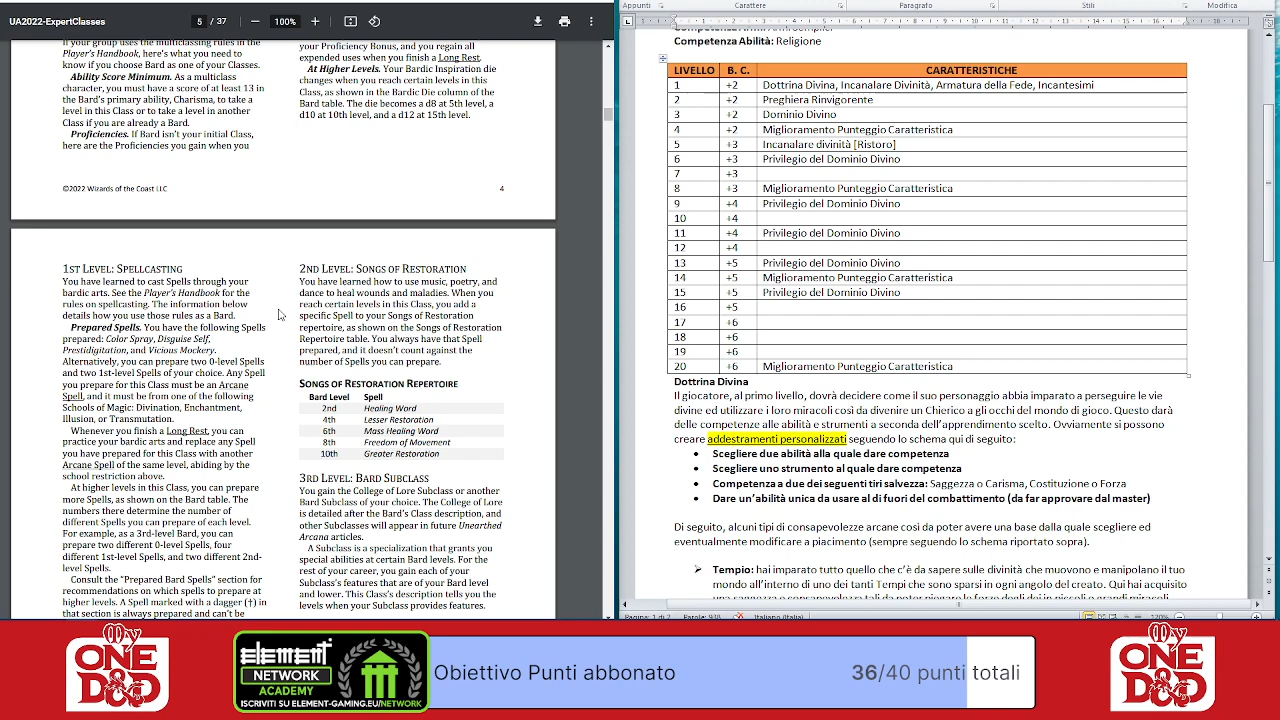 UA2022-ExpertClasses
5 / 37
100%
If your group uses the multiclassing rules in the
Player's Handbook, here's what you need to
know if you choose Bard as one of your Classes.
Ability Score Minimum. As a multiclass
character, you must have a score of at least 13 in
the Bard's primary ability, Charisma, to take a
level in this Class or to take a level in another
Class if you are already a Bard.
Proficiencies. If Bard isn't your initial Class,
here are the Proficiencies you gain when you
your Proficiency Bonus, and you regain all
expended uses when you finish a Long Rest.
At Higher Levels. Your Bardic Inspiration die
changes when you reach certain levels in this
Class, as shown in the Bardic Die column of the
Bard table. The die becomes a d8 at 5th level, a
d10 at 10th level, and a d12 at 15th level.
©2022 Wizards of the Coast LLC
4
1ST LEVEL: SPELLCASTING
You have learned to cast Spells through your
bardic arts. See the Player's Handbook for the
rules on spellcasting. The information below
details how you use those rules as a Bard.
Prepared Spells. You have the following Spells
prepared: Color Spray, Disguise Self,
Prestidigitation, and Vicious Mockery.
Alternatively, you can prepare two 0-level Spells
and two 1st-level Spells of your choice. Any Spell
you prepare for this Class must be an Arcane
Spell, and it must be from one of the following
Schools of Magic: Divination, Enchantment,
Illusion, or Transmutation.
Whenever you finish a Long Rest, you can
practice your bardic arts and replace any Spell
you have prepared for this Class with another
Arcane Spell of the same level, abiding by the
school restriction above.
At higher levels in this Class, you can prepare
more Spells, as shown on the Bard table. The
numbers there determine the number of
different Spells you can prepare of each level.
For example, as a 3rd-level Bard, you can
prepare two different 0-level Spells, four
different 1st-level Spells, and two different 2nd-
level Spells.
Consult the "Prepared Bard Spells" section for
recommendations on which spells to prepare at
higher levels. A Spell marked with a dagger (†) in
that section is always prepared and can't be
2ND LEVEL: SONGS OF RESTORATION
You have learned how to use music, poetry, and
dance to heal wounds and maladies. When you
reach certain levels in this Class, you add a
specific Spell to your Songs of Restoration
repertoire, as shown on the Songs of Restoration
Repertoire table. You always have that Spell
prepared, and it doesn't count against the
number of Spells you can prepare.
SONGS OF RESTORATION REPERTOIRE
Bard Level Spell
2nd Healing Word
4th Lesser Restoration
6th Mass Healing Word
8th Freedom of Movement
10th Greater Restoration
3RD LEVEL: BARD SUBCLASS
You gain the College of Lore Subclass or another
Bard Subclass of your choice. The College of Lore
is detailed after the Bard's Class description, and
other Subclasses will appear in future Unearthed
Arcana articles.
A Subclass is a specialization that grants you
special abilities at certain Bard levels. For the
rest of your career, you gain each of your
Subclass's features that are of your Bard level
and lower. This Class's description tells you the
levels when your Subclass provides features.
Appunti Carattere Paragrafo Stili Modifica
Competenza Armi: Armi semplici
Competenza Abilità: Religione
LIVELLO B. C. CARATTERISTICHE
1 +2 Dottrina Divina, Incanalare Divinità, Armatura della Fede, Incantesimi
2 +2 Preghiera Rinvigorente
3 +2 Dominio Divino
4 +2 Miglioramento Punteggio Caratteristica
5 +3 Incanalare divinità [Ristoro]
6 +3 Privilegio del Dominio Divino
7 +3
8 +3 Miglioramento Punteggio Caratteristica
9 +4 Privilegio del Dominio Divino
10 +4
11 +4 Privilegio del Dominio Divino
12 +4
13 +5 Privilegio del Dominio Divino
14 +5 Miglioramento Punteggio Caratteristica
15 +5 Privilegio del Dominio Divino
16 +5
17 +6
18 +6
19 +6
20 +6 Miglioramento Punteggio Caratteristica
Dottrina Divina
Il giocatore, al primo livello, dovrà decidere come il suo personaggio abbia imparato a perseguire le vie
divine ed utilizzare i loro miracoli così da divenire un Chierico a gli occhi del mondo di gioco. Questo darà
delle competenze alle abilità e strumenti a seconda dell'apprendimento scelto. Ovviamente si possono
creare addestramenti personalizzati seguendo lo schema qui di seguito:
• Scegliere due abilità alla quale dare competenza
• Scegliere uno strumento al quale dare competenza
• Competenza a due dei seguenti tiri salvezza: Saggezza o Carisma, Costituzione o Forza
• Dare un'abilità unica da usare al di fuori del combattimento (da far approvare dal master)
Di seguito, alcuni tipi di consapevolezze arcane così da poter avere una base dalla quale scegliere ed
eventualmente modificare a piacimento (sempre seguendo lo schema riportato sopra).
➢ Tempio: hai imparato tutto quello che c'è da sapere sulle divinità che muovono e manipolano il tuo
mondo all'interno di uno dei tanti Tempi che sono sparsi in ogni angolo del creato. Qui hai acquisito
Pagina: 1 di 2 Parole: 938 Italiano (Italia) 120%
My
ONE
D&D
element
NETWORK
ACADEMY
ISCRIVITI SU ELEMENT-GAMING.EU/NETWORK
Obiettivo Punti abbonato 36/40 punti totali
My
ONE
D&D